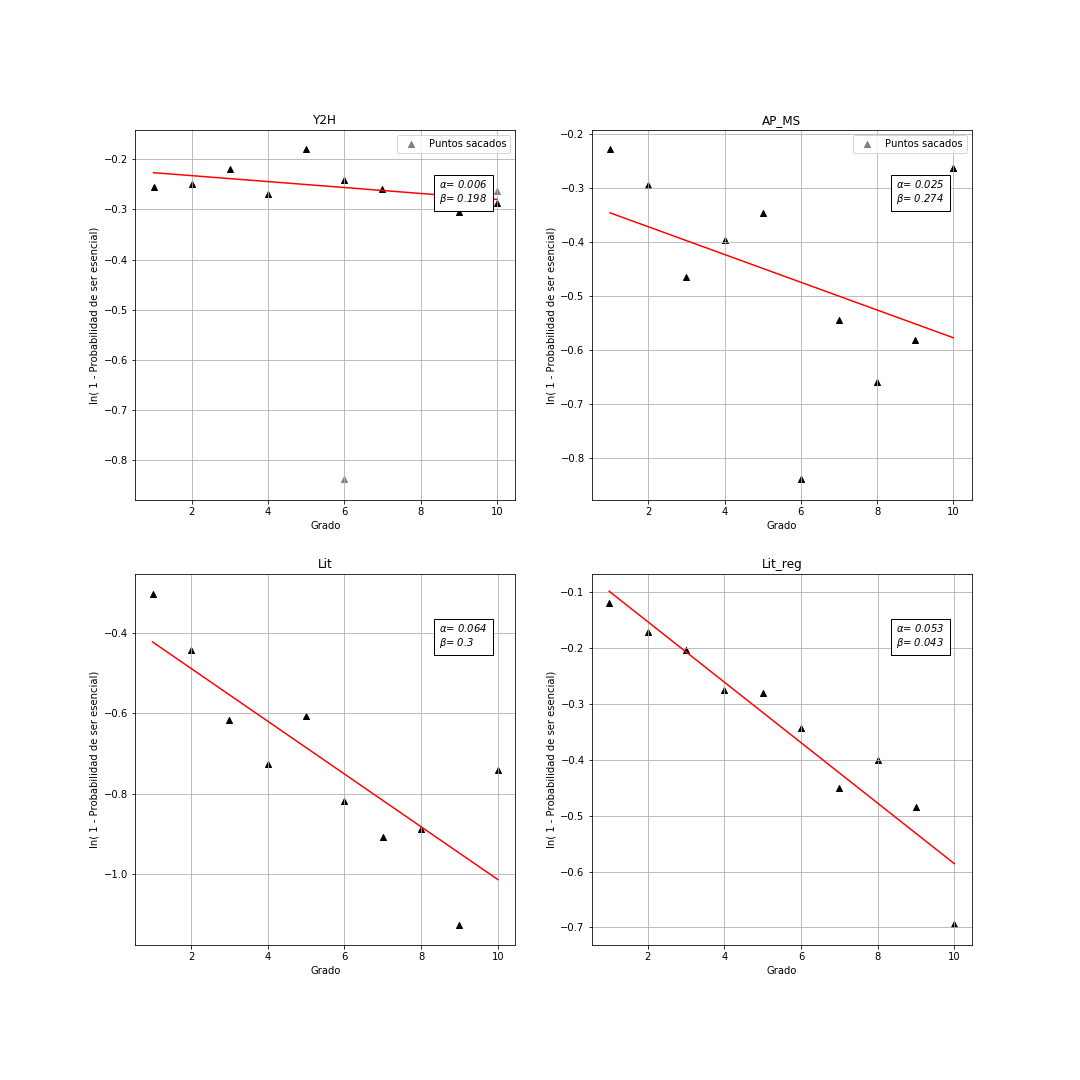 Y2H
Puntos sacados
α= 0.006
β= 0.198
−0.2
−0.3
−0.4
−0.5
−0.6
−0.7
−0.8
ln( 1 - Probabilidad de ser esencial)
2 4 6 8 10
Grado
AP_MS
Puntos sacados
α= 0.025
β= 0.274
−0.2
−0.3
−0.4
−0.5
−0.6
−0.7
−0.8
ln( 1 - Probabilidad de ser esencial)
2 4 6 8 10
Grado
Lit
α= 0.064
β= 0.3
−0.4
−0.6
−0.8
−1.0
ln( 1 - Probabilidad de ser esencial)
2 4 6 8 10
Grado
Lit_reg
α= 0.053
β= 0.043
−0.1
−0.2
−0.3
−0.4
−0.5
−0.6
−0.7
ln( 1 - Probabilidad de ser esencial)
2 4 6 8 10
Grado